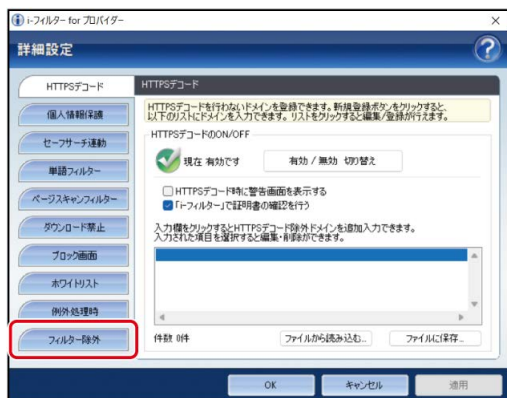 i-フィルター for プロバイダー
詳細設定
HTTPSデコード
個人情報保護
セーフサーチ連動
単語フィルター
ページスキャンフィルター
ダウンロード禁止
ブロック画面
ホワイトリスト
例外処理時
フィルター除外
HTTPSデコード
HTTPSデコードを行わないドメインを登録できます。新規登録ボタンをクリックすると、
以下のリストにドメインを入力できます。リストをクリックすると編集/登録が行えます。
HTTPSデコードのON/OFF
現在 有効です
有効 / 無効 切り替え
HTTPSデコード時に警告画面を表示する
「i-フィルター」で証明書の確認を行う
入力欄をクリックするとHTTPSデコード除外ドメインを追加入力できます。
入力された項目を選択すると編集・削除ができます。
件数 0件
ファイルから読み込む...
ファイルに保存...
OK
キャンセル
適用